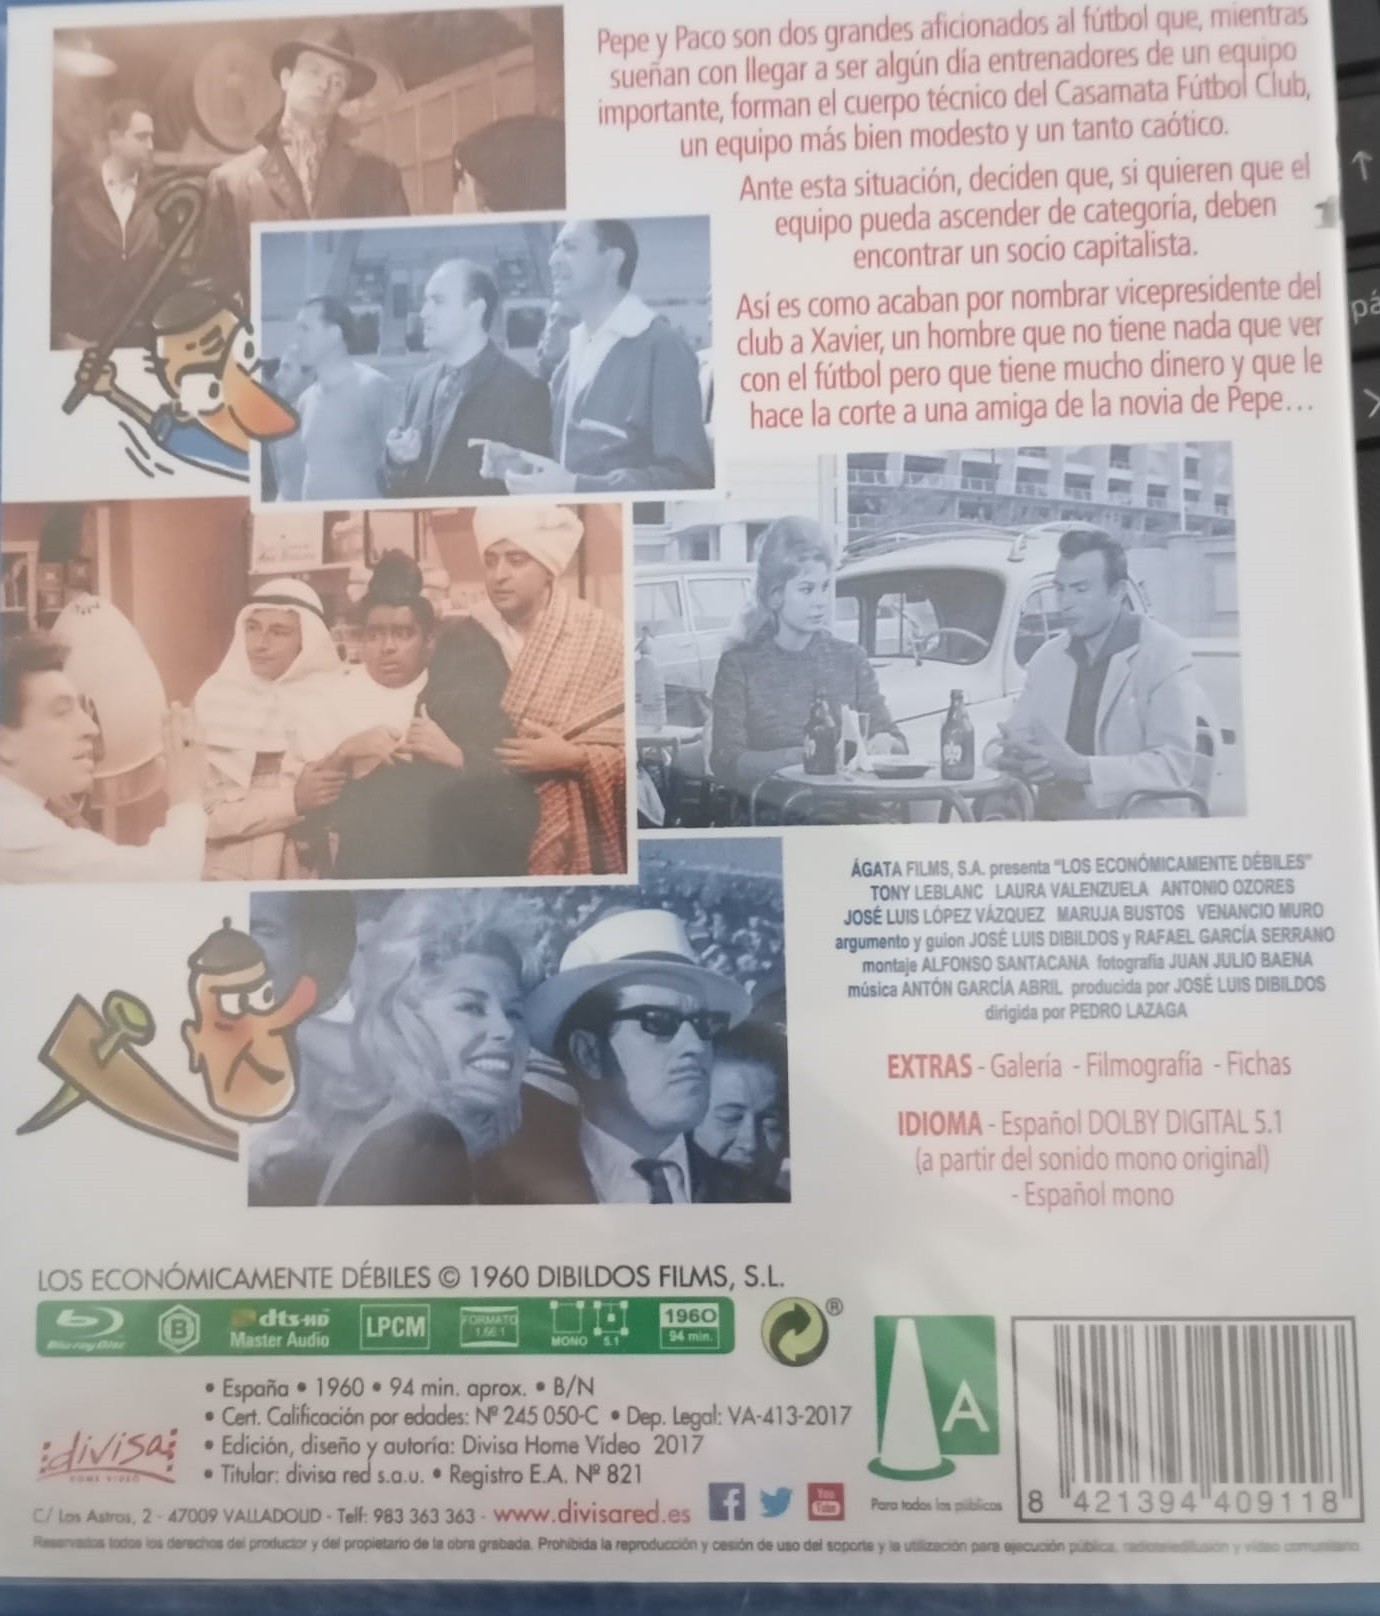 Pepe y Paco son dos grandes aficionados al fútbol que, mientras
sueñan con llegar a ser algún día entrenadores de un equipo
importante, forman el cuerpo técnico del Casamata Fútbol Club,
un equipo más bien modesto y un tanto caótico.
Ante esta situación, deciden que, si quieren que el
equipo pueda ascender de categoría, deben
encontrar un socio capitalista.
Así es como acaban por nombrar vicepresidente del
club a Xavier, un hombre que no tiene nada que ver
con el fútbol pero que tiene mucho dinero y que le
hace la corte a una amiga de la novia de Pepe...
ÁGATA FILMS, S.A. presenta "LOS ECONÓMICAMENTE DÉBILES"
TONY LEBLANC LAURA VALENZUELA ANTONIO OZORES
JOSÉ LUIS LÓPEZ VÁZQUEZ MARUJA BUSTOS VENANCIO MURO
argumento y guion JOSÉ LUIS DIBILDOS y RAFAEL GARCÍA SERRANO
montaje ALFONSO SANTACANA fotografía JUAN JULIO BAENA
música ANTÓN GARCÍA ABRIL producida por JOSÉ LUIS DIBILDOS
dirigida por PEDRO LAZAGA
EXTRAS - Galería - Filmografía - Fichas
IDIOMA - Español DOLBY DIGITAL 5.1
(a partir del sonido mono original)
- Español mono
LOS ECONÓMICAMENTE DÉBILES © 1960 DIBILDOS FILMS, S.L.
Blu-ray Disc B dts-HD Master Audio LPCM FORMATO 1.66:1 MONO 5.1 1960 94 min. ®
• España • 1960 • 94 min. aprox. • B/N
• Cert. Calificación por edades: Nº 245 050-C • Dep. Legal: VA-413-2017
• Edición, diseño y autoría: Divisa Home Vídeo 2017
• Titular: divisa red s.a.u. • Registro E.A. Nº 821
divisa
HOME VIDEO
A
Para todos los públicos
8 421394 409118
C/ Los Astros, 2 - 47009 VALLADOLID - Telf: 983 363 363 - www.divisared.es
f
You Tube
Reservados todos los derechos del productor y del propietario de la obra grabada. Prohibida la reproducción y cesión de uso del soporte y la utilización para ejecución pública, radioteledifusión y vídeo comunitario.
pá